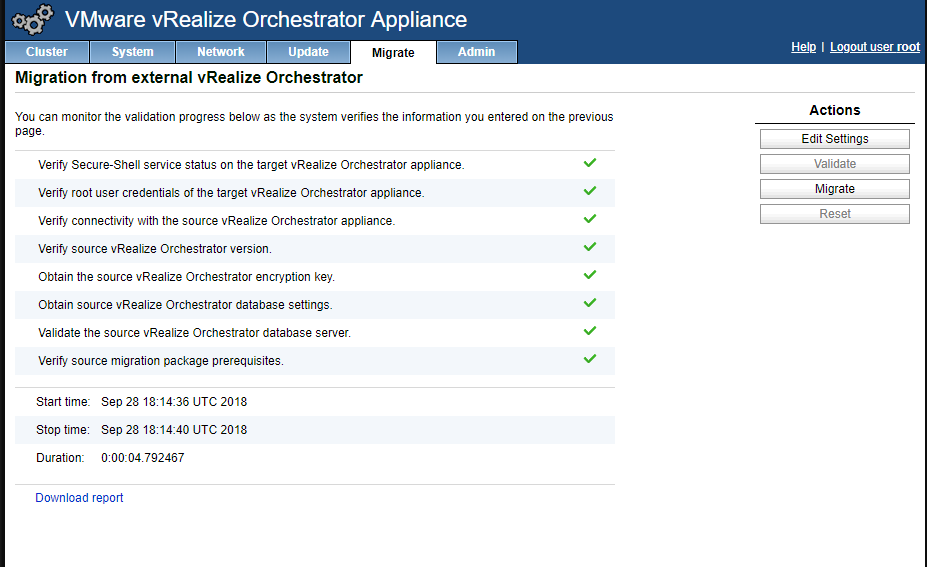 VMware vRealize Orchestrator Appliance
Cluster System Network Update Migrate Admin
Help | Logout user root
Migration from external vRealize Orchestrator
You can monitor the validation progress below as the system verifies the information you entered on the previous
page.
Verify Secure-Shell service status on the target vRealize Orchestrator appliance.
Verify root user credentials of the target vRealize Orchestrator appliance.
Verify connectivity with the source vRealize Orchestrator appliance.
Verify source vRealize Orchestrator version.
Obtain the source vRealize Orchestrator encryption key.
Obtain source vRealize Orchestrator database settings.
Validate the source vRealize Orchestrator database server.
Verify source migration package prerequisites.
Start time: Sep 28 18:14:36 UTC 2018
Stop time: Sep 28 18:14:40 UTC 2018
Duration: 0:00:04.792467
Download report
Actions
Edit Settings
Validate
Migrate
Reset